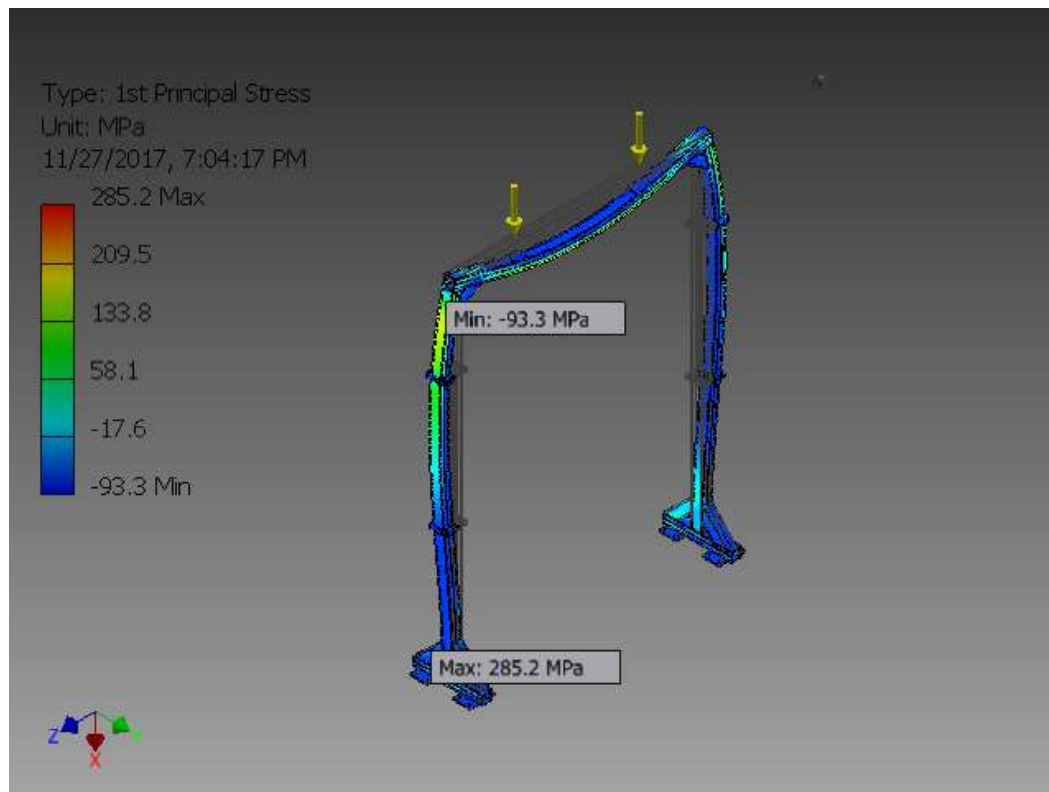 Type: 1st Principal Stress
Unit: MPa
11/27/2017, 7:04:17 PM
285.2 Max
209.5
133.8
58.1
-17.6
-93.3 Min
Min: -93.3 MPa
Max: 285.2 MPa
Z
X